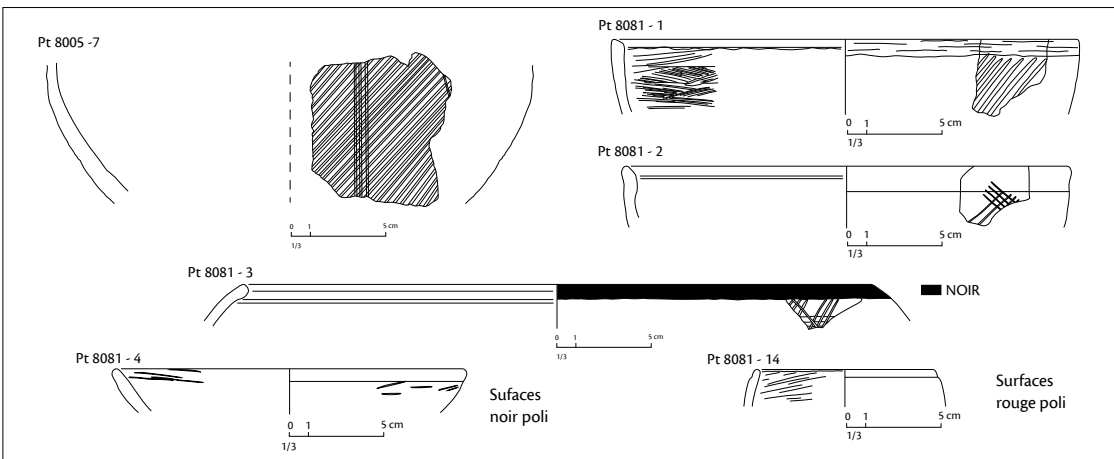 Pt 8005 -7
0 1 5 cm
1/3
Pt 8081 - 1
0 1 5 cm
1/3
Pt 8081 - 2
0 1 5 cm
1/3
Pt 8081 - 3
NOIR
0 1 5 cm
1/3
Pt 8081 - 4
0 1 5 cm
1/3
Sufaces
noir poli
Pt 8081 - 14
0 1 5 cm
1/3
Surfaces
rouge poli